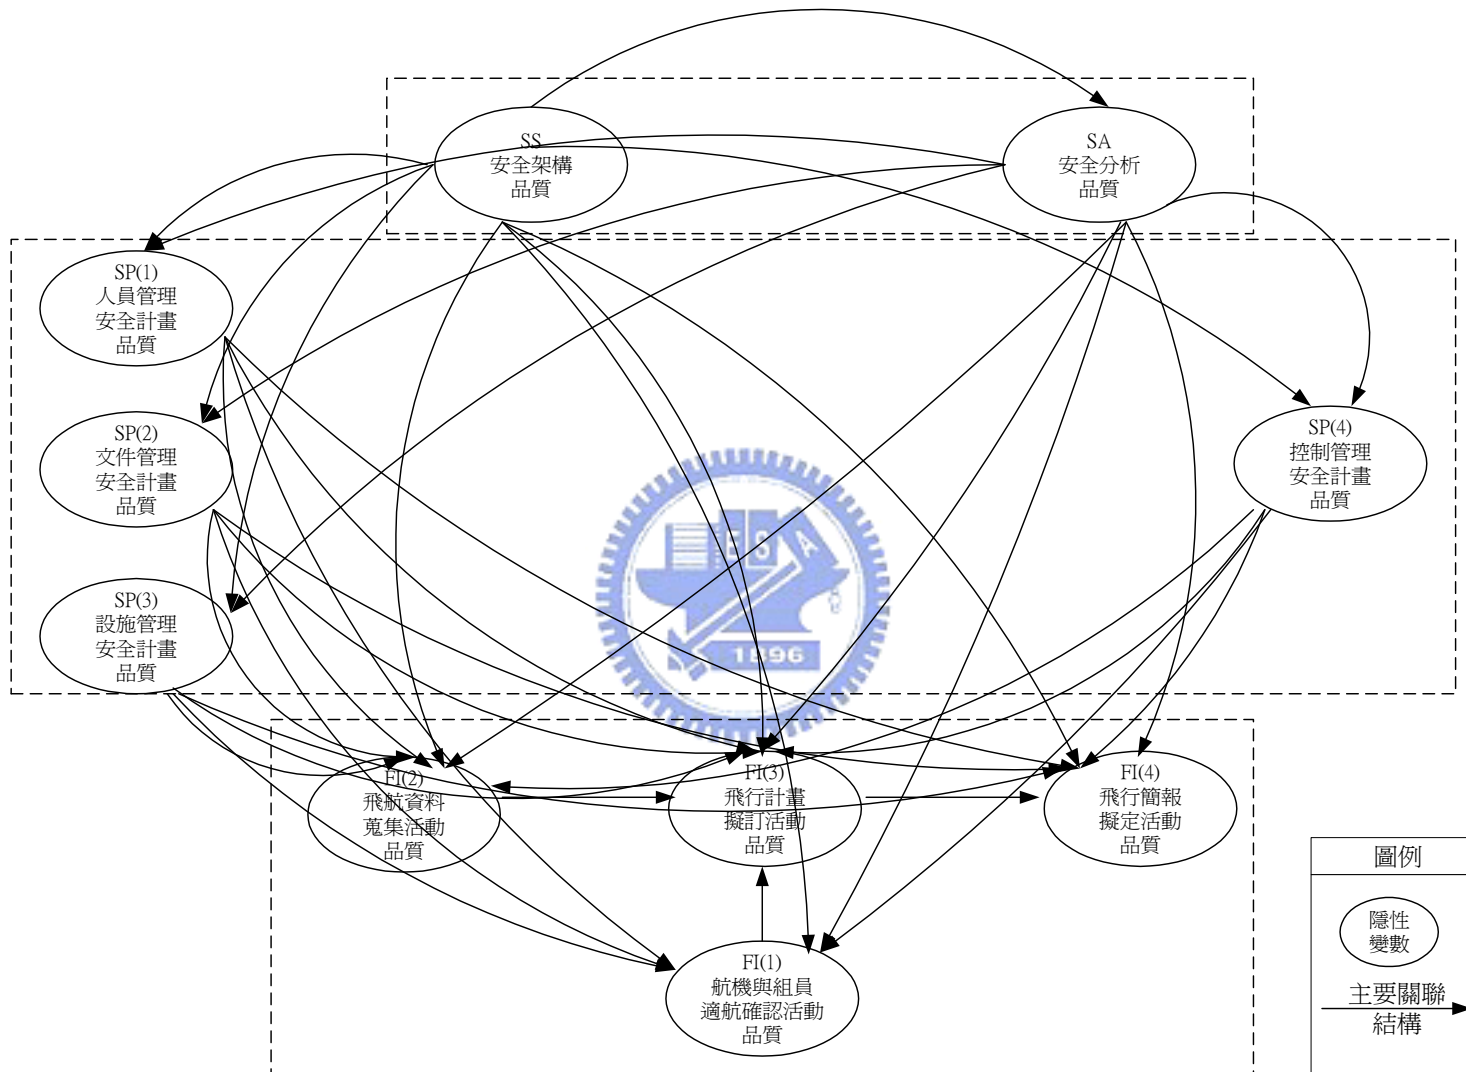 SS
安全架構
品質
SA
安全分析
品質
SP(1)
人員管理
安全計畫
品質
SP(2)
文件管理
安全計畫
品質
SP(3)
設施管理
安全計畫
品質
SP(4)
控制管理
安全計畫
品質
E S A
1896
FI(2)
飛航資料
蒐集活動
品質
FI(3)
飛行計畫
擬訂活動
品質
FI(4)
飛行簡報
擬定活動
品質
FI(1)
航機與組員
適航確認活動
品質
圖例
隱性
變數
主要關聯
結構